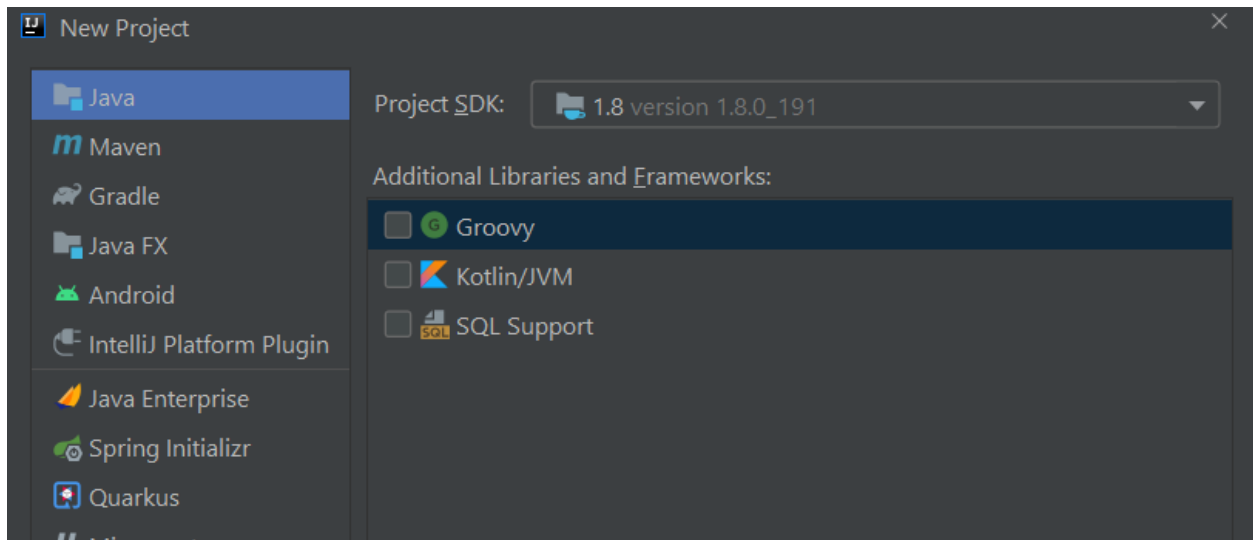 New Project
Java
Maven
Gradle
Java FX
Android
IntelliJ Platform Plugin
Java Enterprise
Spring Initializr
Quarkus
Project SDK:
1.8 version 1.8.0_191
Additional Libraries and Frameworks:
Groovy
Kotlin/JVM
SQL Support